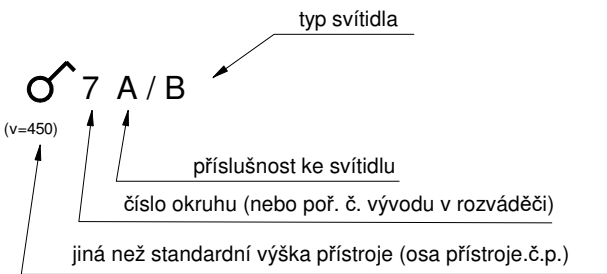 typ svítidla
7 A / B
(v=450)
příslušnost ke svítidlu
číslo okruhu (nebo poř. č. vývodu v rozváděči)
jiná než standardní výška přístroje (osa přístroje.č.p.)